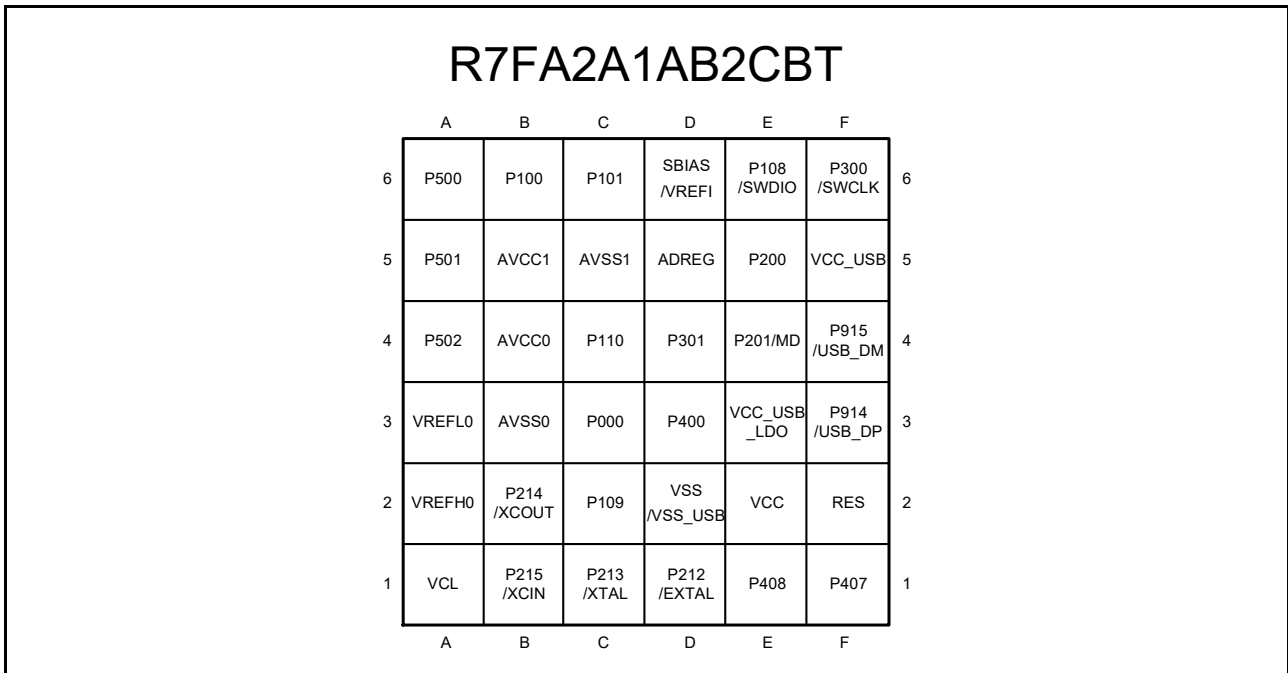 R7FA2A1AB2CBT
A B C D E F
6 P500 P100 P101 SBIAS /VREFI P108 /SWDIO P300 /SWCLK 6
5 P501 AVCC1 AVSS1 ADREG P200 VCC_USB 5
4 P502 AVCC0 P110 P301 P201/MD P915 /USB_DM 4
3 VREFL0 AVSS0 P000 P400 VCC_USB _LDO P914 /USB_DP 3
2 VREFH0 P214 /XCOUT P109 VSS /VSS_USB VCC RES 2
1 VCL P215 /XCIN P213 /XTAL P212 /EXTAL P408 P407 1
A B C D E F